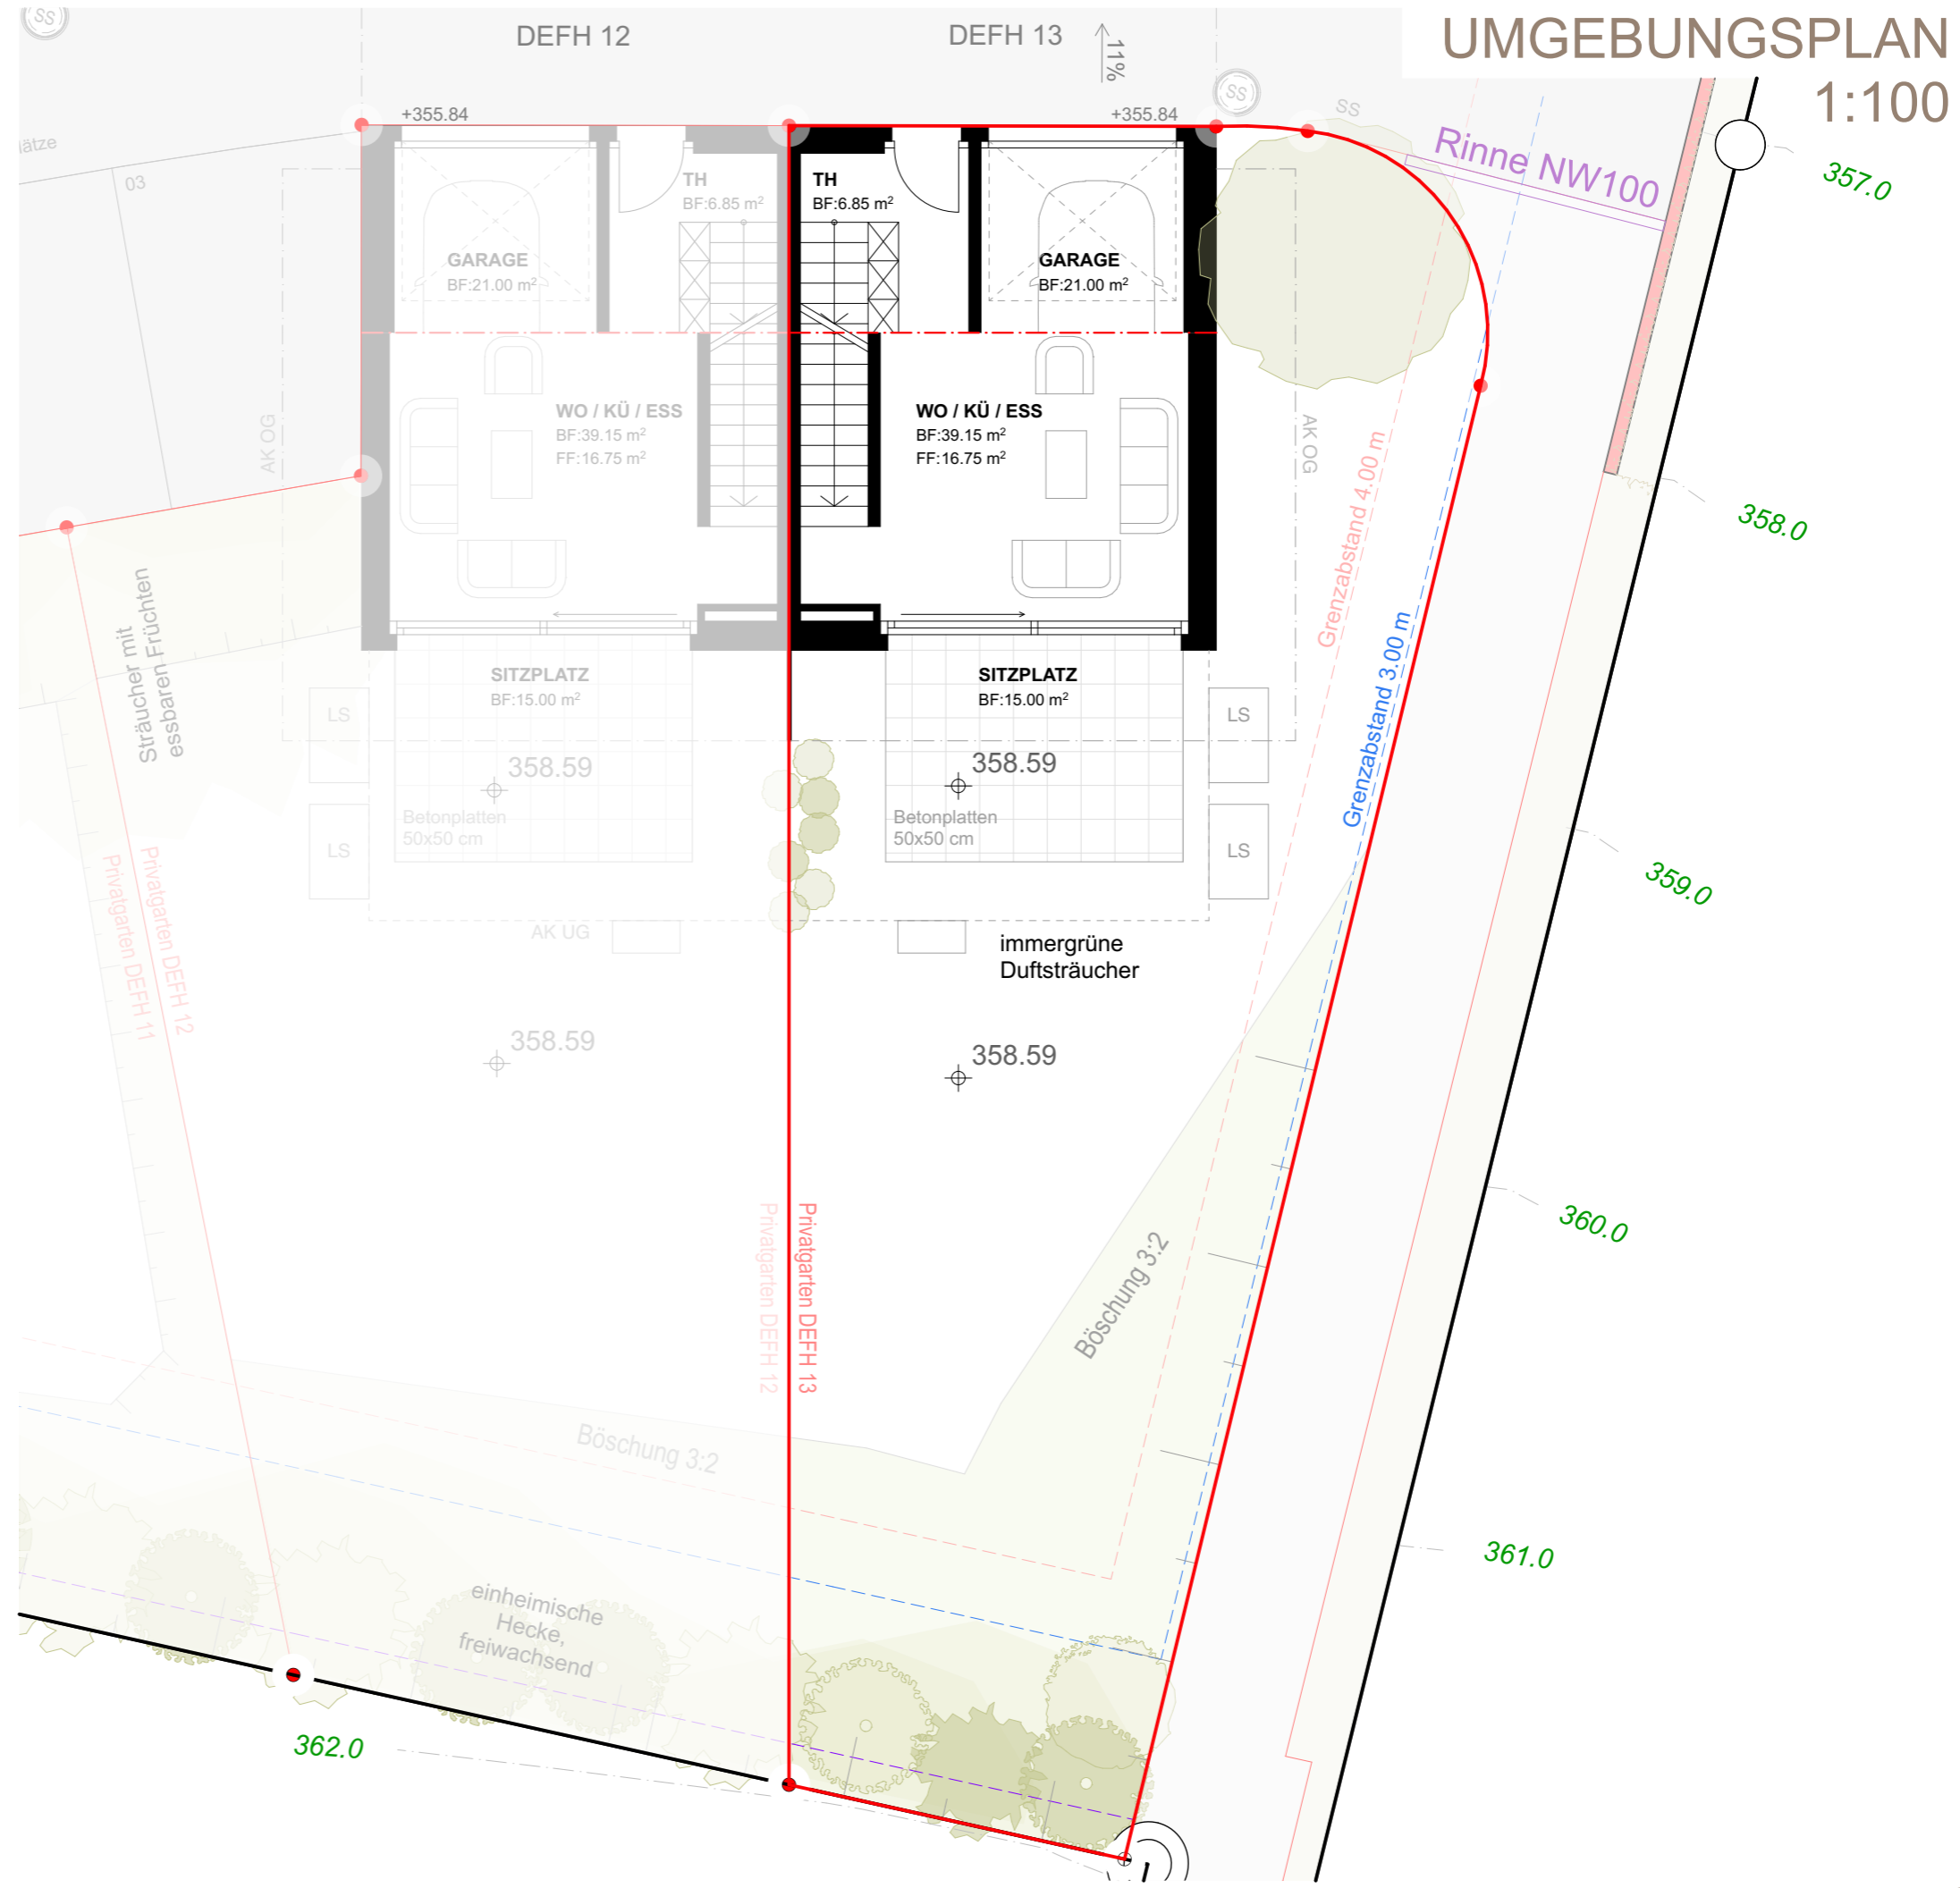 UMGEBUNGSPLAN
1:100
SS
DEFH 12
DEFH 13
11%
SS
SS
+355.84
+355.84
Rinne NW100
357.0
03
TH
BF:6.85 m²
TH
BF:6.85 m²
GARAGE
BF:21.00 m²
GARAGE
BF:21.00 m²
AK OG
WO / KÜ / ESS
BF:39.15 m²
FF:16.75 m²
WO / KÜ / ESS
BF:39.15 m²
FF:16.75 m²
AK OG
Grenzabstand 4.00 m
358.0
Sträucher mit
essbaren Früchten
SITZPLATZ
BF:15.00 m²
SITZPLATZ
BF:15.00 m²
Grenzabstand 3.00 m
LS
LS
358.59
358.59
Betonplatten
50x50 cm
Betonplatten
50x50 cm
LS
LS
359.0
Privatgarten DEFH 12
Privatgarten DEFH 11
AK UG
immergrüne
Duftsträucher
358.59
358.59
Privatgarten DEFH 13
Privatgarten DEFH 12
360.0
Böschung 3:2
Böschung 3:2
361.0
einheimische
Hecke,
freiwachsend
362.0